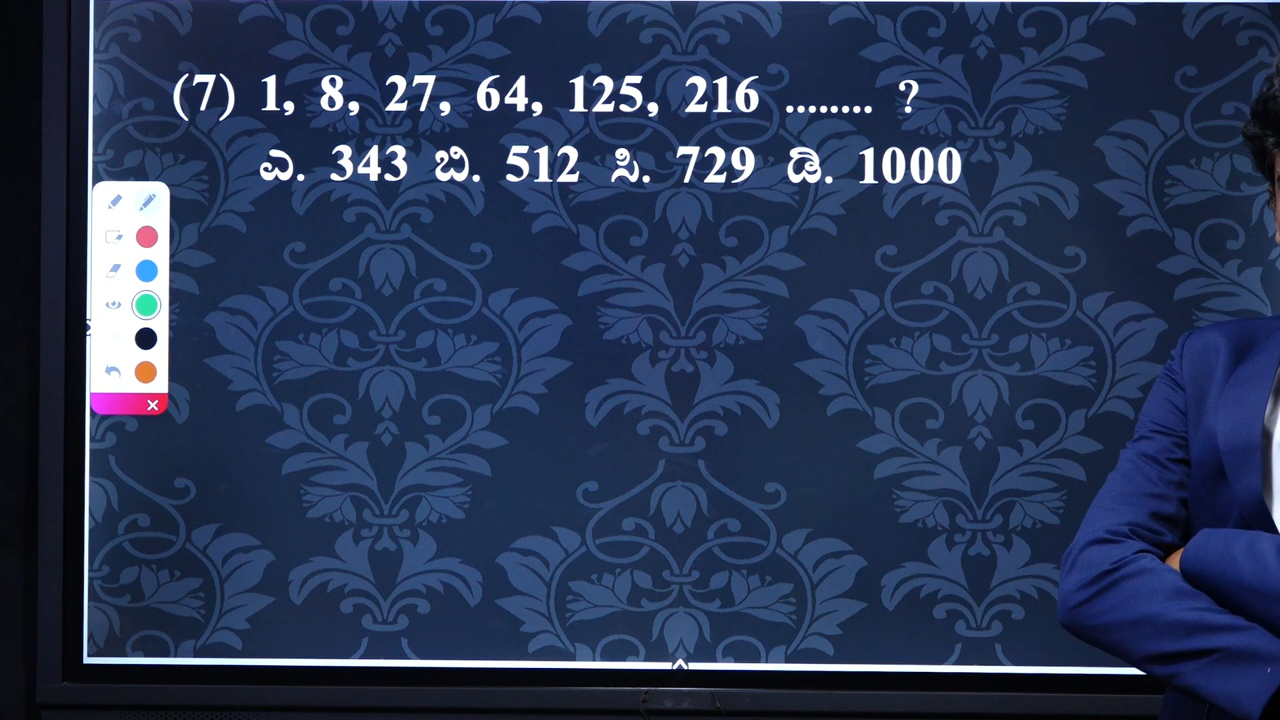 (7) 1, 8, 27, 64, 125, 216 ........ ?
ಎ. 343 ಬಿ. 512 ಸಿ. 729 ಡಿ. 1000